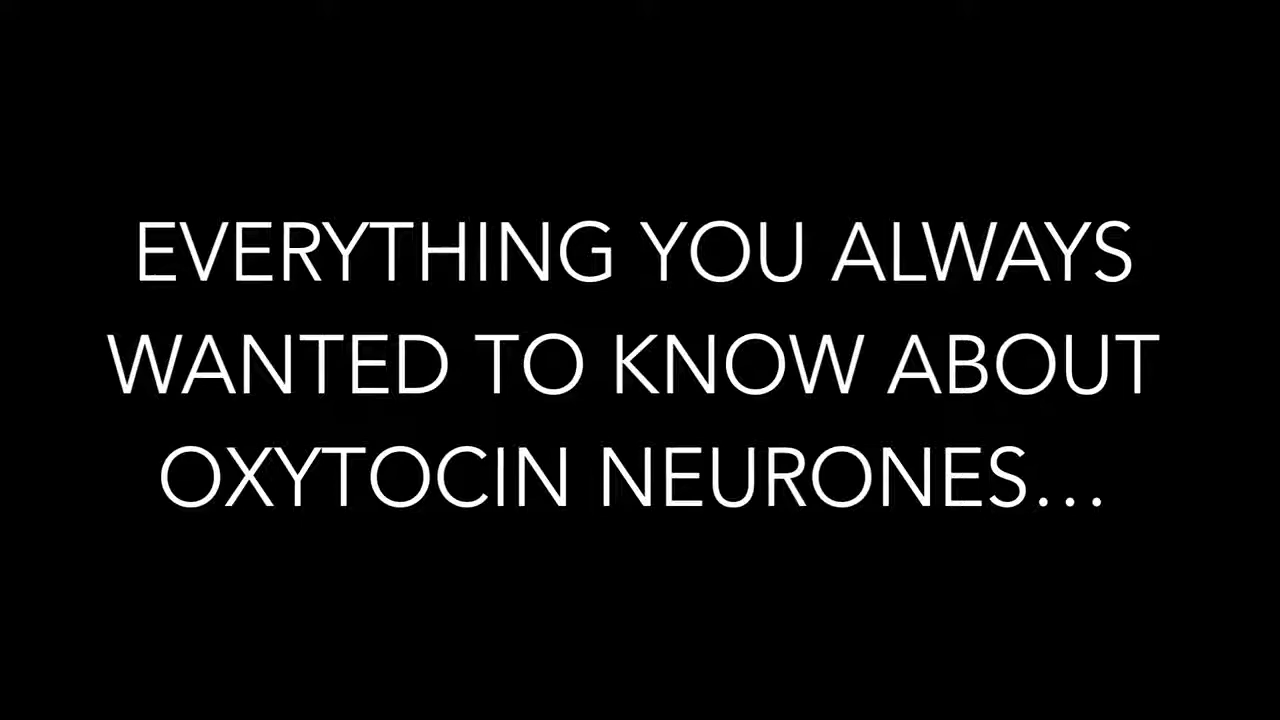 EVERYTHING YOU ALWAYS
WANTED TO KNOW ABOUT
OXYTOCIN NEURONES...